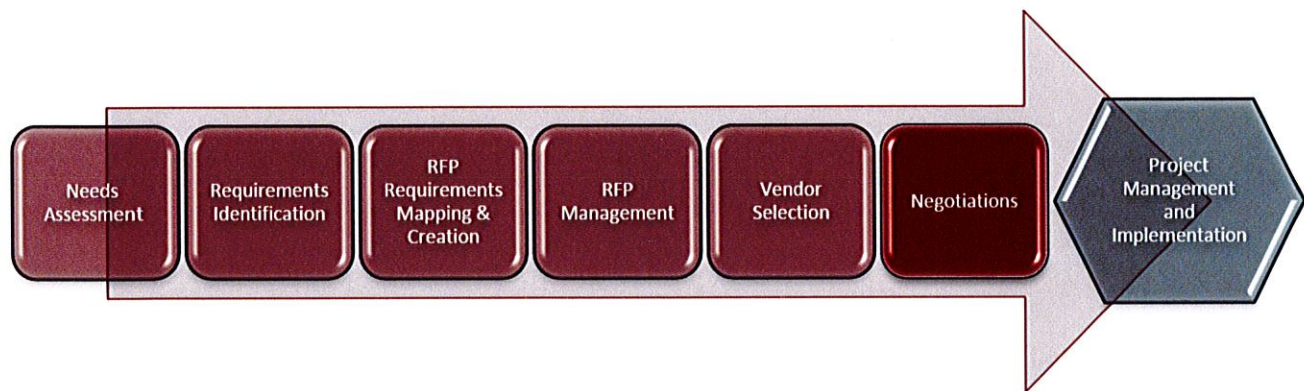 Needs
Assessment
Requirements
Identification
RFP
Requirements
Mapping &
Creation
RFP
Management
Vendor
Selection
Negotiations
Project
Management
and
Implementation